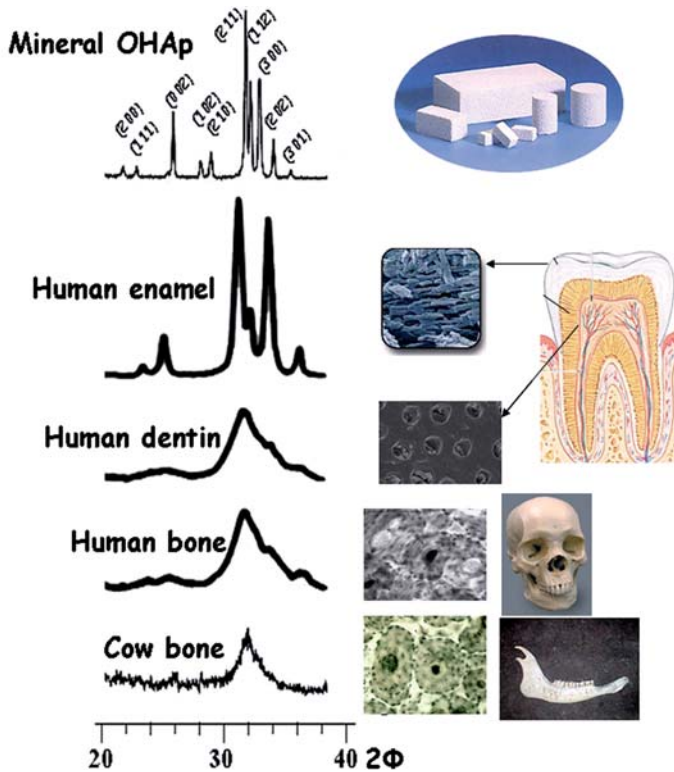 Mineral OHAp
(200)
(111)
(002)
(102)
(210)
(211)
(112)
(300)
(202)
(301)
Human enamel
Human dentin
Human bone
Cow bone
20 30 40 2Φ